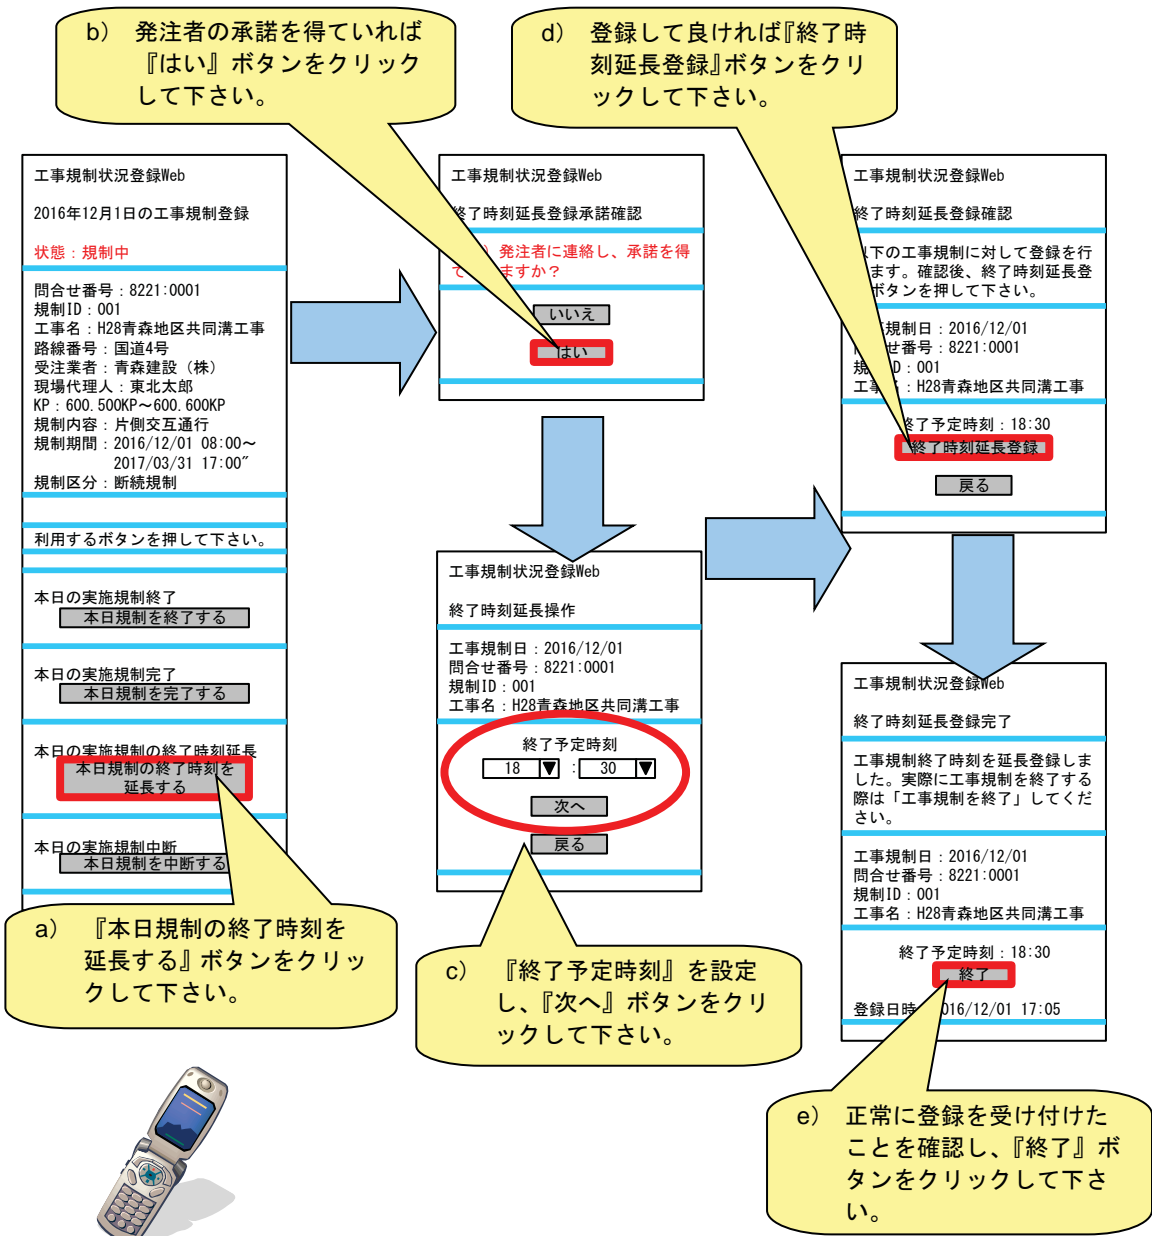 b) 発注者の承諾を得ていれば
『はい』ボタンをクリック
して下さい。
d) 登録して良ければ『終了時
刻延長登録』ボタンをクリ
ックして下さい。
工事規制状況登録Web
2016年12月1日の工事規制登録
状態：規制中
問合せ番号：8221:0001
規制ID：001
工事名：H28青森地区共同溝工事
路線番号：国道4号
受注業者：青森建設（株）
現場代理人：東北太郎
KP：600.500KP～600.600KP
規制内容：片側交互通行
規制期間：2016/12/01 08:00～
2017/03/31 17:00″
規制区分：断続規制
利用するボタンを押して下さい。
本日の実施規制終了
本日規制を終了する
本日の実施規制完了
本日規制を完了する
本日の実施規制の終了時刻延長
本日規制の終了時刻を
延長する
本日の実施規制中断
本日規制を中断する
a) 『本日規制の終了時刻を
延長する』ボタンをクリッ
クして下さい。
工事規制状況登録Web
終了時刻延長登録承諾確認
発注者に連絡し、承諾を得
て ますか？
いいえ
はい
工事規制状況登録Web
終了時刻延長操作
工事規制日：2016/12/01
問合せ番号：8221:0001
規制ID：001
工事名：H28青森地区共同溝工事
終了予定時刻
18 ▼ : 30 ▼
次へ
戻る
c) 『終了予定時刻』を設定
し、『次へ』ボタンをクリ
ックして下さい。
工事規制状況登録Web
終了時刻延長登録確認
以下の工事規制に対して登録を行
ます。確認後、終了時刻延長登
ボタンを押して下さい。
規制日：2016/12/01
せ番号：8221:0001
規 D：001
工事 ：H28青森地区共同溝工事
終了予定時刻：18:30
終了時刻延長登録
戻る
工事規制状況登録Web
終了時刻延長登録完了
工事規制終了時刻を延長登録しま
した。実際に工事規制を終了する
際は「工事規制を終了」してくだ
さい。
工事規制日：2016/12/01
問合せ番号：8221:0001
規制ID：001
工事名：H28青森地区共同溝工事
終了予定時刻：18:30
終了
登録日時 016/12/01 17:05
e) 正常に登録を受け付けた
ことを確認し、『終了』ボ
タンをクリックして下さ
い。